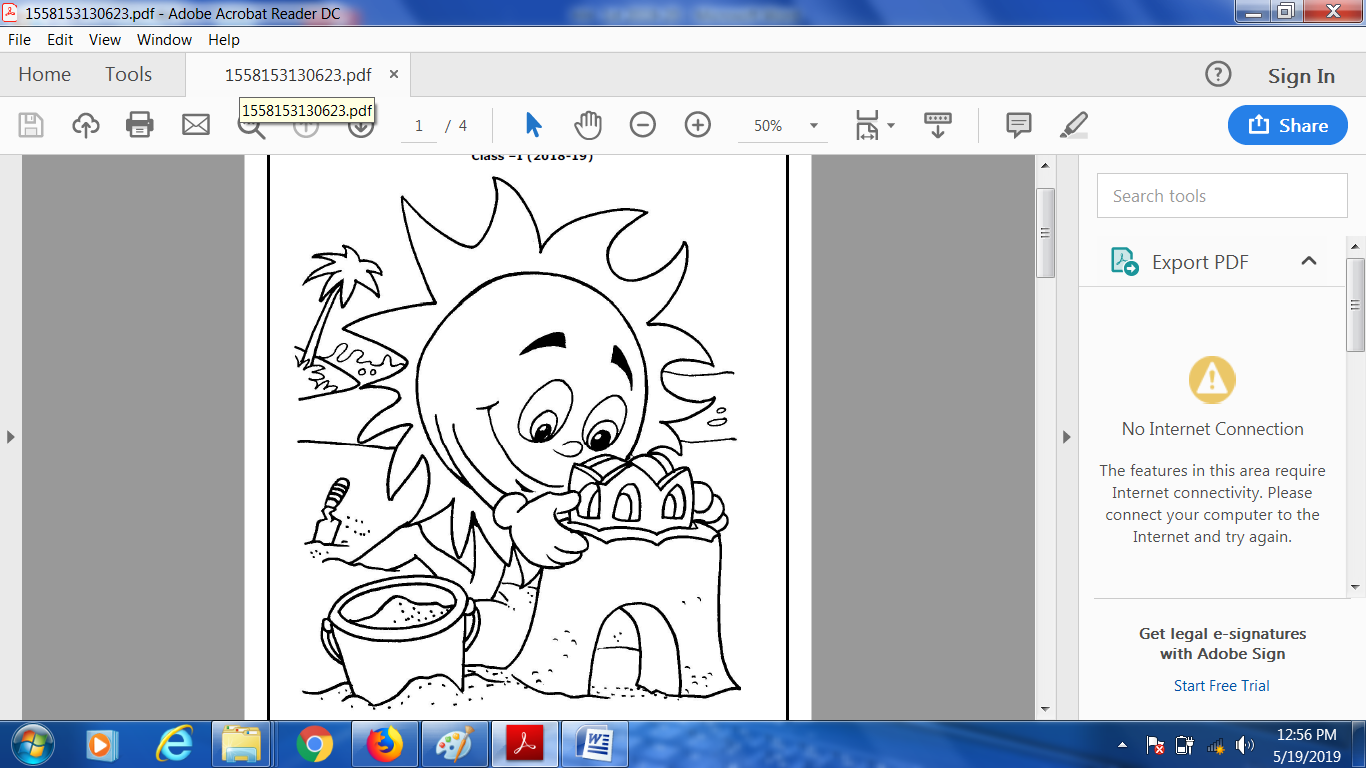 1558153130623.pdf - Adobe Acrobat Reader DC
File Edit View Window Help
Home Tools 1558153130623.pdf × Sign In
1558153130623.pdf
1 / 4 50% Share
Class –I (2018-19)
Search tools
Export PDF
No Internet Connection
The features in this area require
Internet connectivity. Please
connect your computer to the
Internet and try again.
Get legal e-signatures
with Adobe Sign
Start Free Trial
12:56 PM
5/19/2019